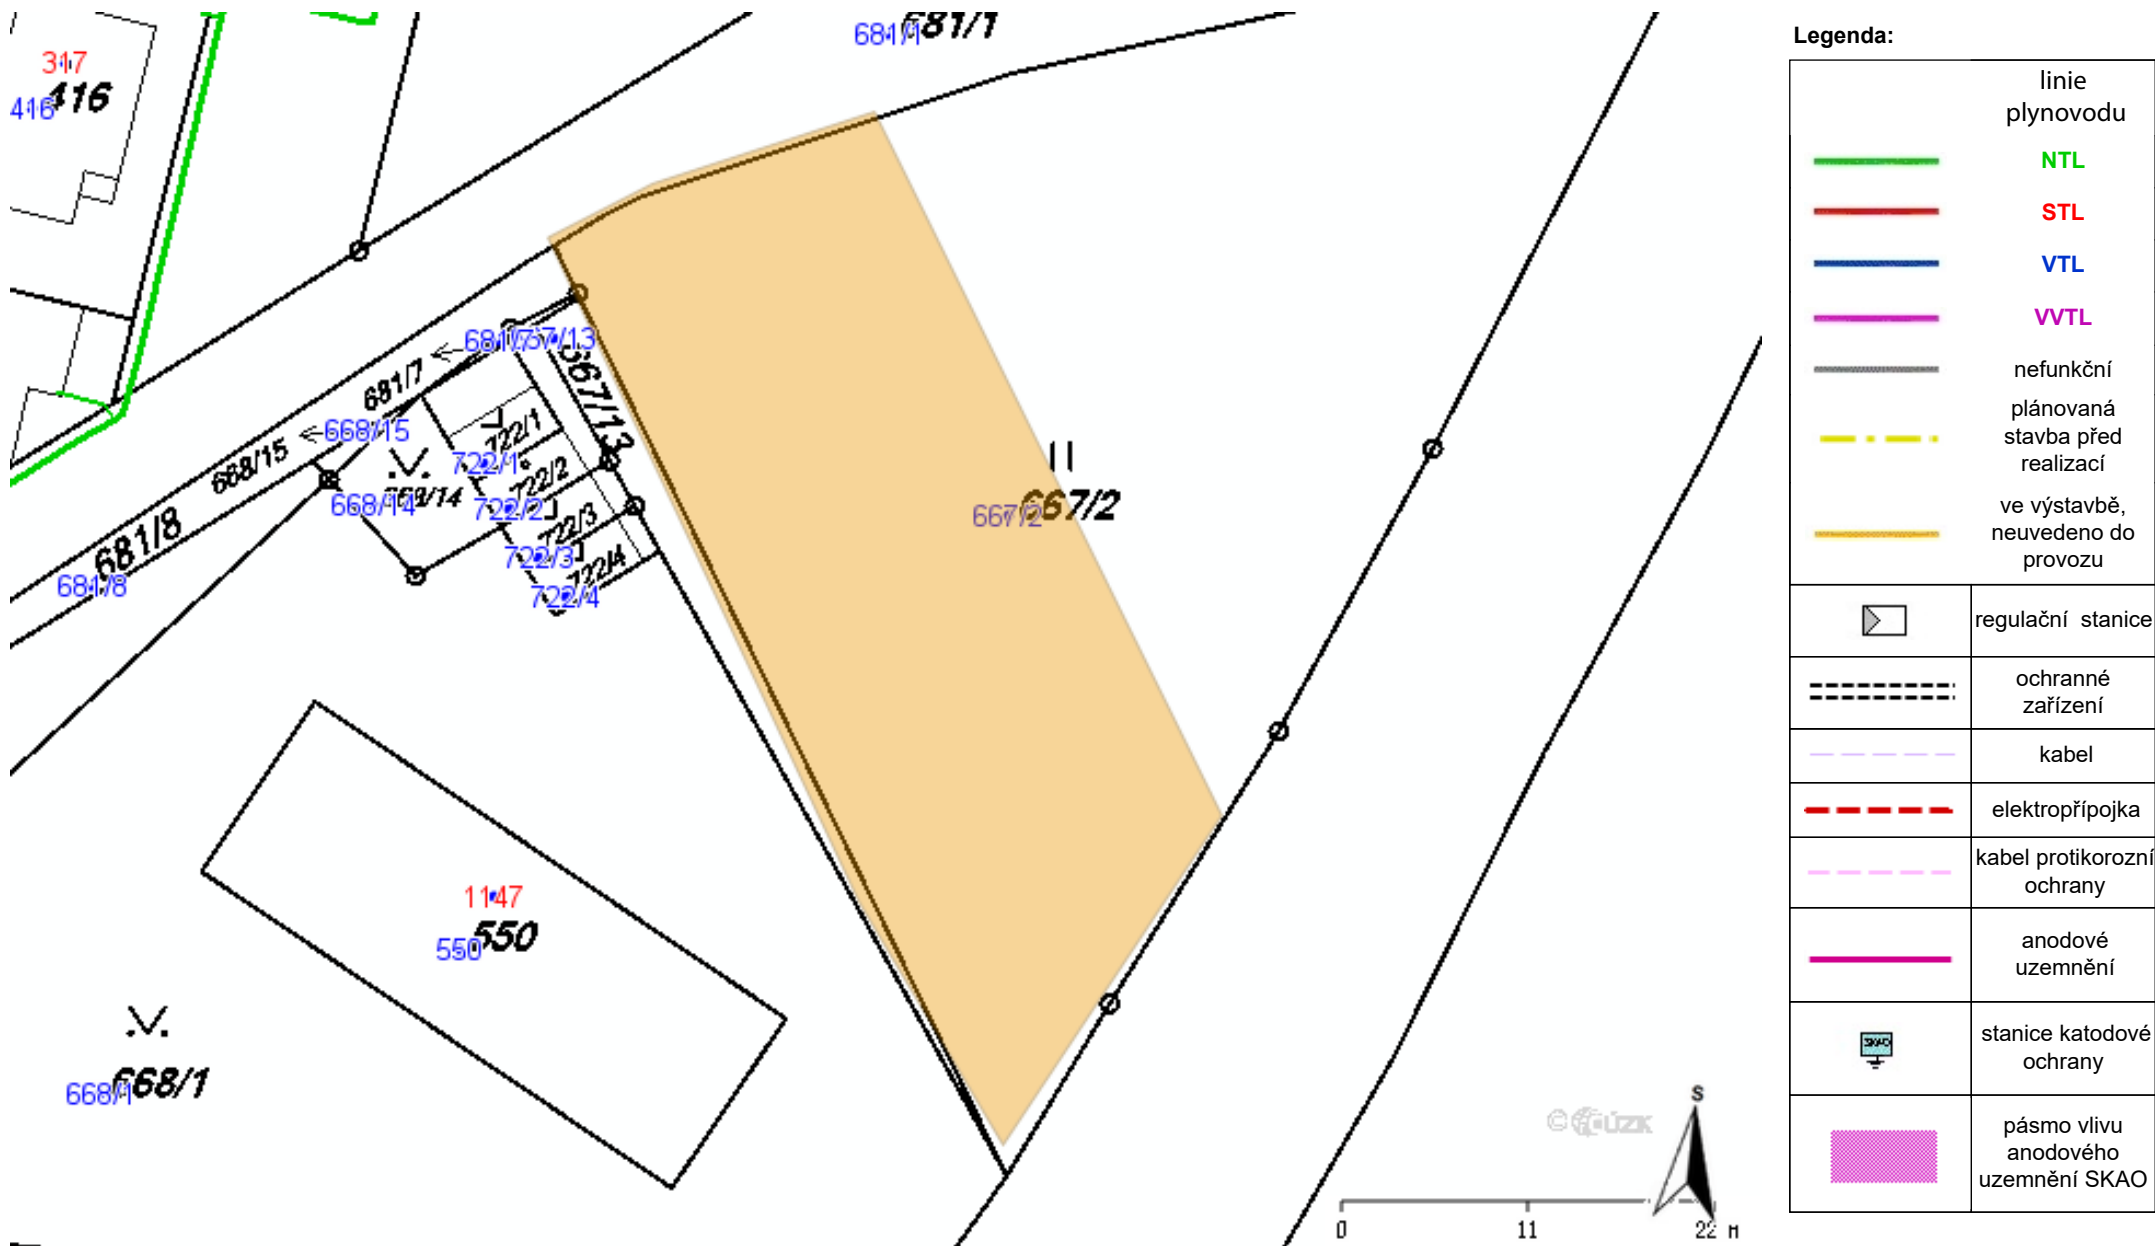 681/1
681/1
317
416
416
681/7
667/13
667/13
681/7
668/15
668/15
722/1
722/1
722/2
722/2
668/14
668/14
722/3
722/3
722/4
722/4
681/8
681/8
667/2
667/2
1147
550
550
668/1
668/1
S
© ČÚZK
0 11 22 M
Legenda:
linie
plynovodu
NTL
STL
VTL
VVTL
nefunkční
plánovaná
stavba před
realizací
ve výstavbě,
neuvedeno do
provozu
regulační stanice
ochranné
zařízení
kabel
elektropřípojka
kabel protikorozní
ochrany
anodové
uzemnění
SKAO
stanice katodové
ochrany
pásmo vlivu
anodového
uzemnění SKAO